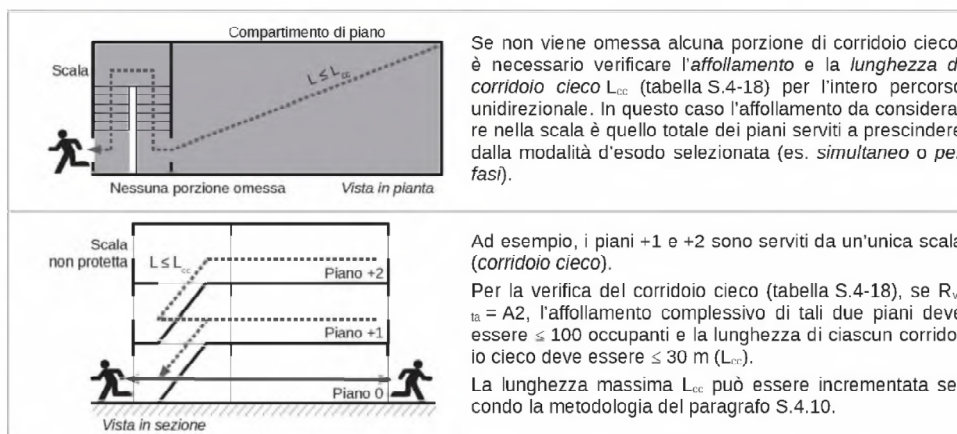 Compartimento di piano
Scala
L ≤ Lcc
Nessuna porzione omessa
Vista in pianta
Se non viene omessa alcuna porzione di corridoio cieco
è necessario verificare l'affollamento e la lunghezza d
corridoio cieco Lcc (tabella S.4-18) per l'intero percorso
unidirezionale. In questo caso l'affollamento da considera
re nella scala è quello totale dei piani serviti a prescindere
dalla modalità d'esodo selezionata (es. simultaneo o pe
fasi).
Scala
non protetta
L ≤ Lcc
Piano +2
Piano +1
Piano 0
Vista in sezione
Ad esempio, i piani +1 e +2 sono serviti da un'unica scala
(corridoio cieco).
Per la verifica del corridoio cieco (tabella S.4-18), se Rv
ta = A2, l'affollamento complessivo di tali due piani deve
essere ≤ 100 occupanti e la lunghezza di ciascun corrido
io cieco deve essere ≤ 30 m (Lcc).
La lunghezza massima Lcc può essere incrementata se
condo la metodologia del paragrafo S.4.10.